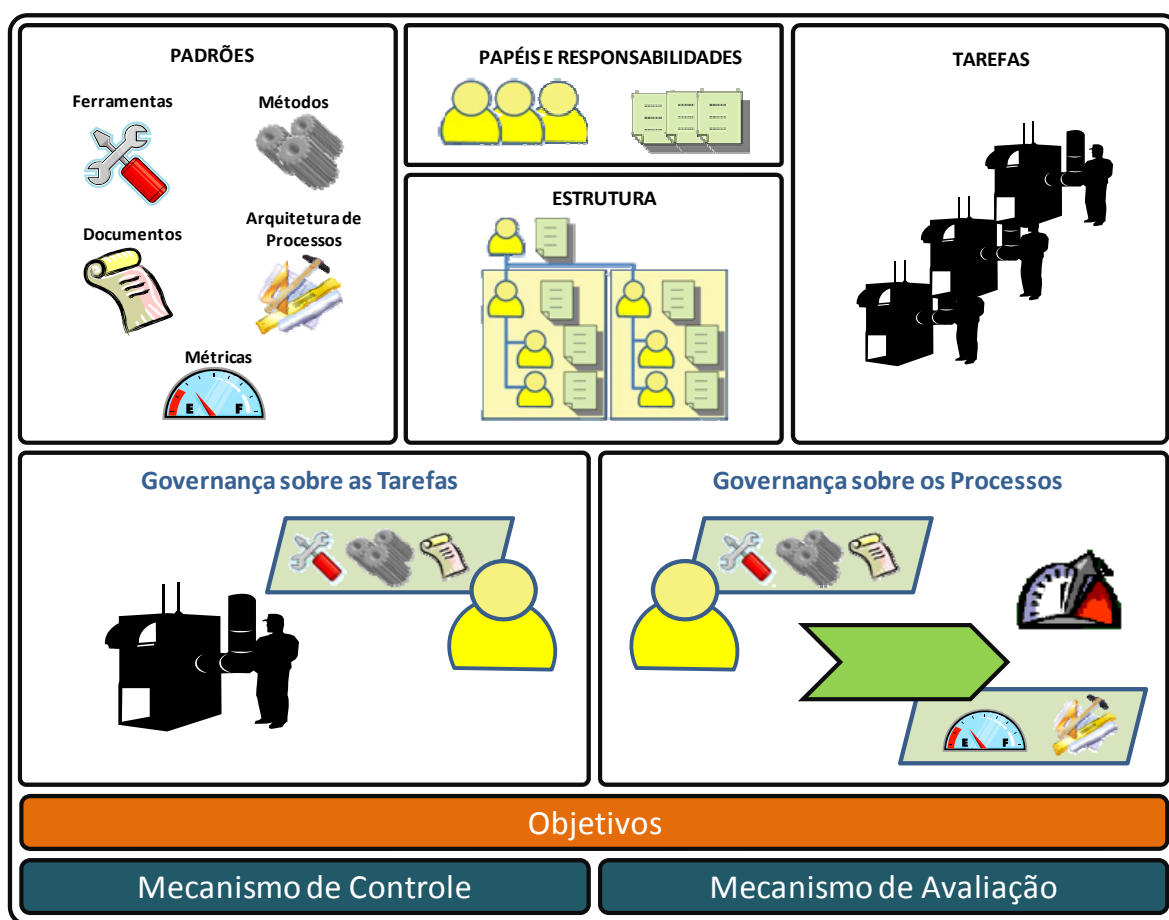 PADRÕES
Ferramentas
Métodos
Documentos
Arquitetura de
Processos
Métricas
E F
PAPÉIS E RESPONSABILIDADES
ESTRUTURA
TAREFAS
Governança sobre as Tarefas
Governança sobre os Processos
E F
Objetivos
Mecanismo de Controle
Mecanismo de Avaliação